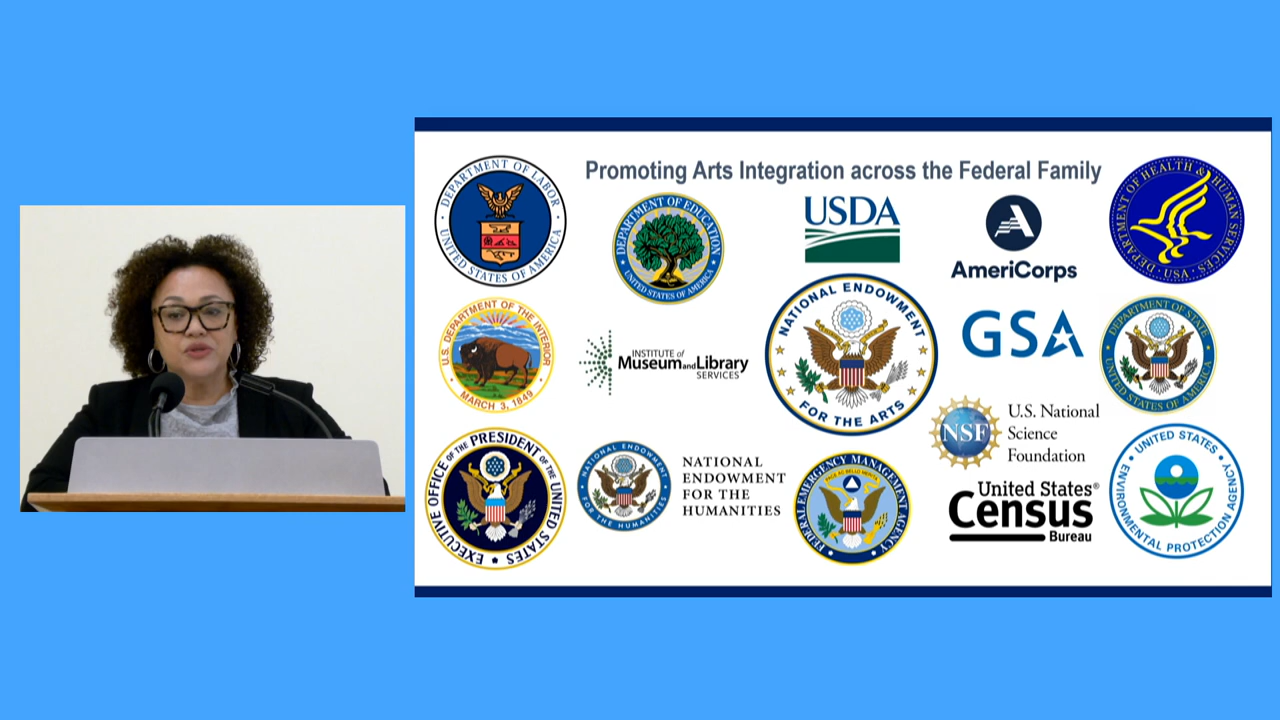 Promoting Arts Integration across the Federal Family
DEPARTMENT OF LABOR
UNITED STATES OF AMERICA
DEPARTMENT OF EDUCATION
UNITED STATES OF AMERICA
USDA
AmeriCorps
DEPARTMENT OF HEALTH & HUMAN SERVICES
USA
U.S. DEPARTMENT OF THE INTERIOR
MARCH 3, 1849
INSTITUTE of
Museum and Library
SERVICES
NATIONAL ENDOWMENT
FOR THE ARTS
GSA
DEPARTMENT OF STATE
UNITED STATES OF AMERICA
NSF
U.S. National
Science
Foundation
EXECUTIVE OFFICE OF THE PRESIDENT OF THE UNITED STATES
NATIONAL ENDOWMENT
FOR THE HUMANITIES
NATIONAL
ENDOWMENT
FOR THE
HUMANITIES
FEDERAL EMERGENCY MANAGEMENT AGENCY
United States®
Census
Bureau
UNITED STATES
ENVIRONMENTAL PROTECTION AGENCY